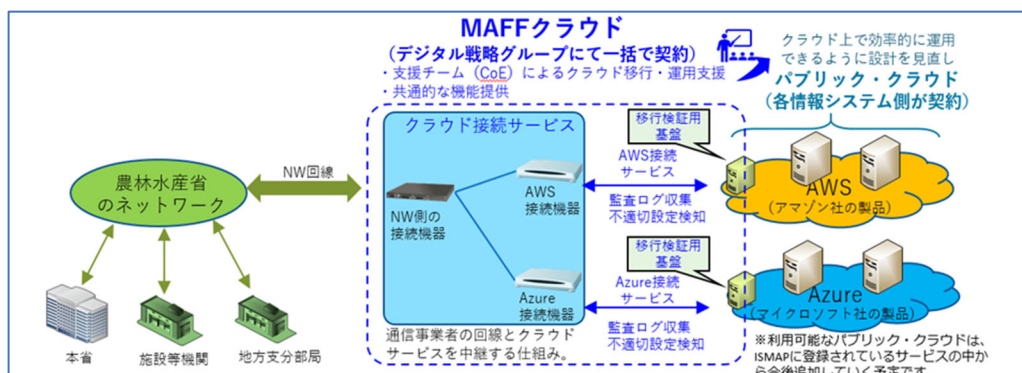 MAFFクラウド
(デジタル戦略グループにて一括で契約)
・支援チーム（CoE）によるクラウド移行・運用支援
・共通的な機能提供
クラウド上で効率的に運用
できるように設計を見直し
パブリック・クラウド
(各情報システム側が契約)
クラウド接続サービス
農林水産省
のネットワーク
NW回線
NW側の
接続機器
AWS
接続機器
Azure
接続機器
移行検証用
基盤
AWS接続
サービス
監査ログ収集
不適切設定検知
AWS
(アマゾン社の製品)
移行検証用
基盤
Azure接続
サービス
監査ログ収集
不適切設定検知
Azure
(マイクロソフト社の製品)
本省
施設等機関
地方支分部局
通信事業者の回線とクラウド
サービスを中継する仕組み。
※利用可能なパブリック・クラウドは、
ISMAPに登録されているサービスの中か
ら今後追加していく予定です